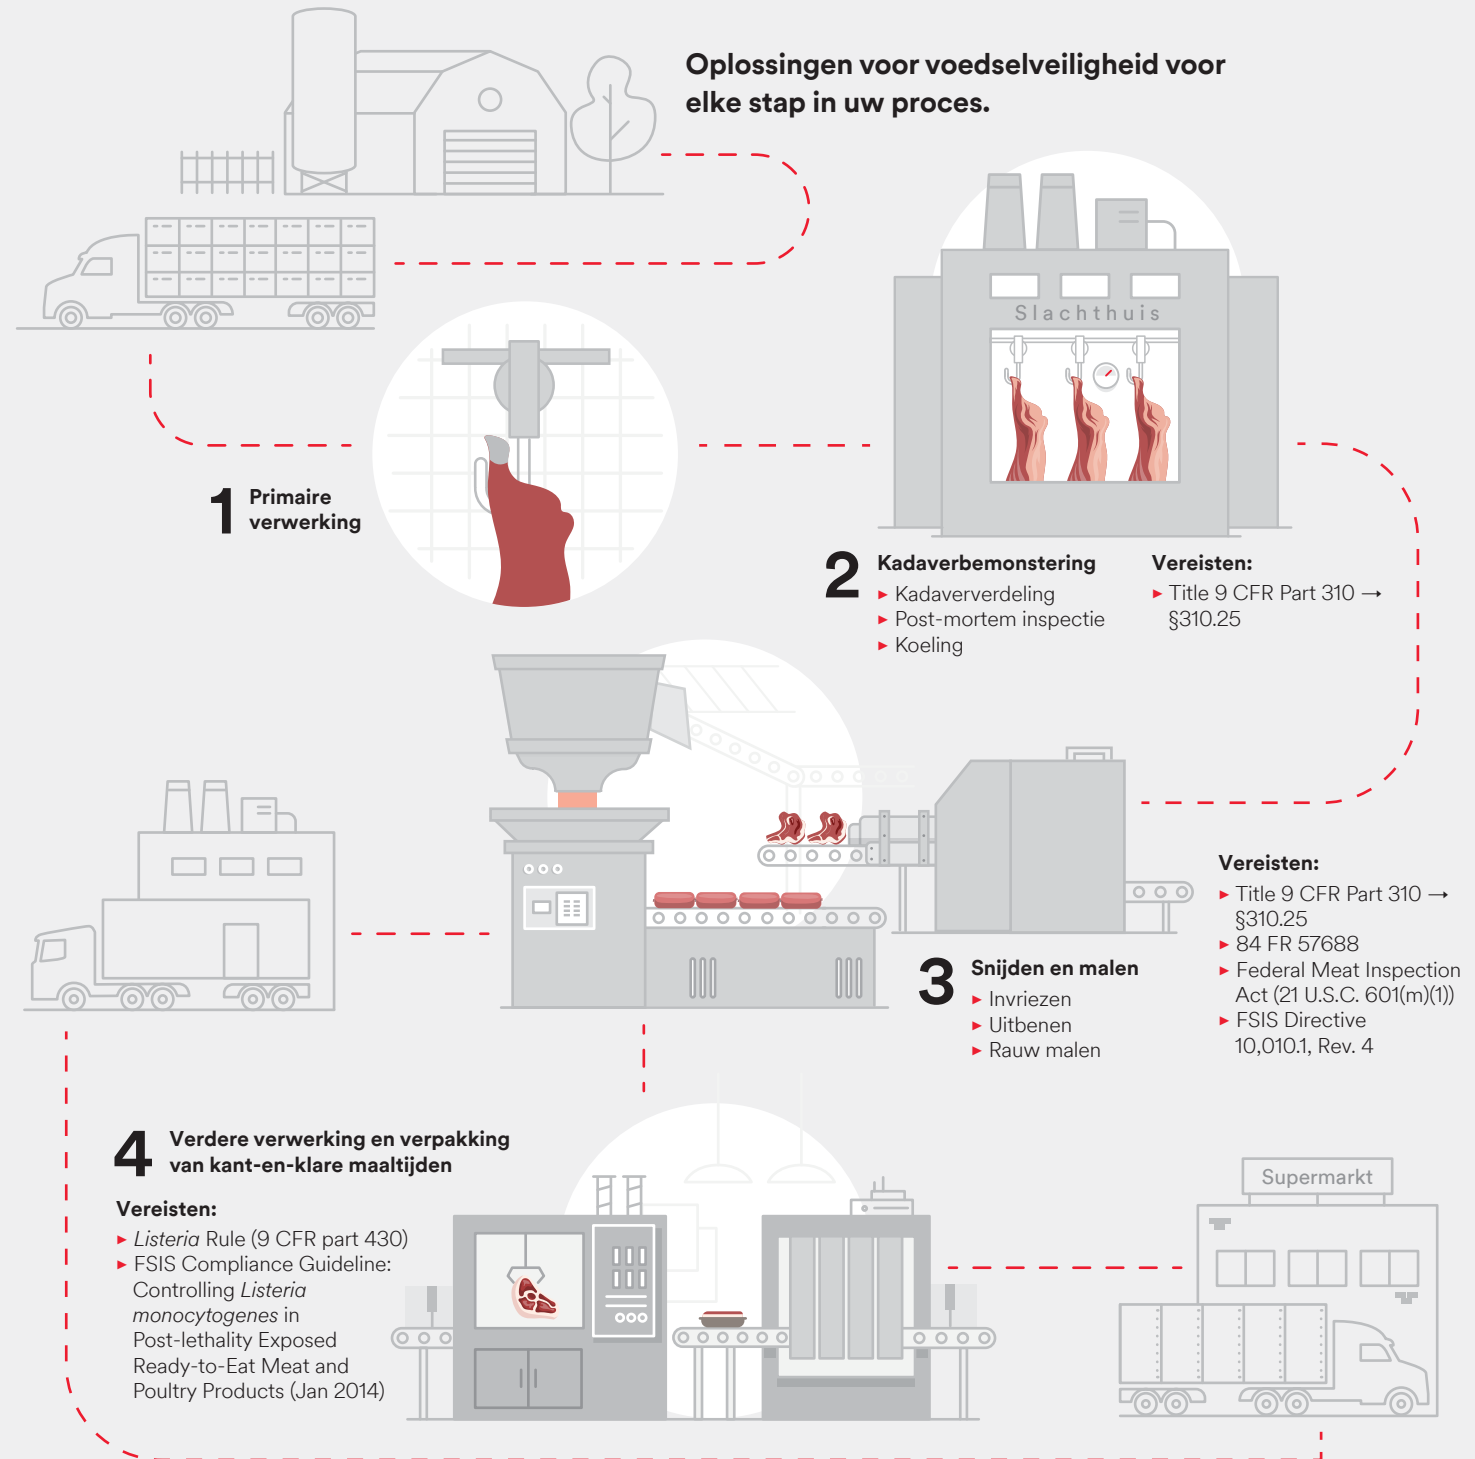 Oplossingen voor voedselveiligheid voor
elke stap in uw proces.
Slachthuis
1
Primaire
verwerking
2
Kadaverbemonstering
► Kadaververdeling
► Post-mortem inspectie
► Koeling
Vereisten:
► Title 9 CFR Part 310 →
§310.25
3
Snijden en malen
► Invriezen
► Uitbenen
► Rauw malen
Vereisten:
► Title 9 CFR Part 310 →
§310.25
► 84 FR 57688
► Federal Meat Inspection
Act (21 U.S.C. 601(m)(1))
► FSIS Directive
10,010.1, Rev. 4
4
Verdere verwerking en verpakking
van kant-en-klare maaltijden
Vereisten:
► Listeria Rule (9 CFR part 430)
► FSIS Compliance Guideline:
Controlling Listeria
monocytogenes in
Post-lethality Exposed
Ready-to-Eat Meat and
Poultry Products (Jan 2014)
Supermarkt